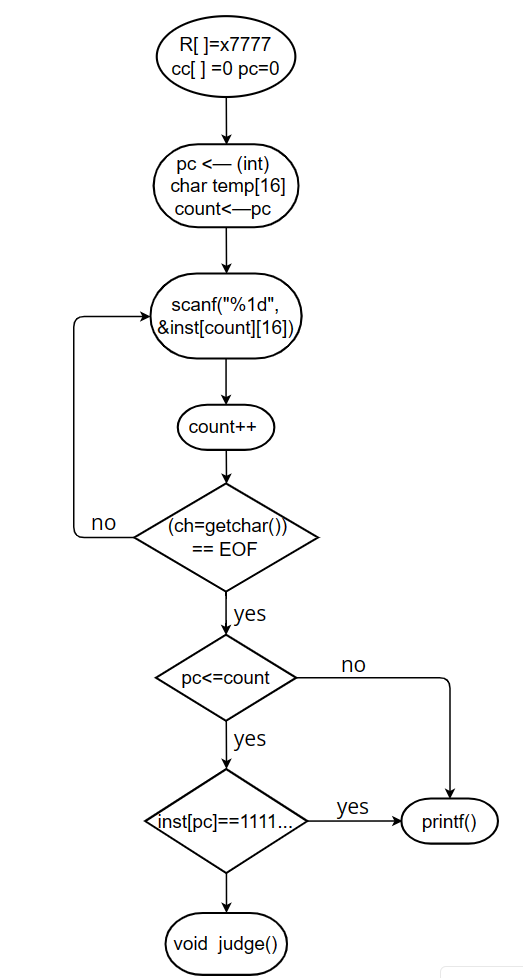 R[ ]=x7777
cc[ ] =0 pc=0
pc <— (int)
char temp[16]
count<—pc
scanf("%1d",
&inst[count][16])
count++
(ch=getchar())
== EOF
no
yes
pc<=count
no
yes
inst[pc]==1111...
yes
printf()
void judge()